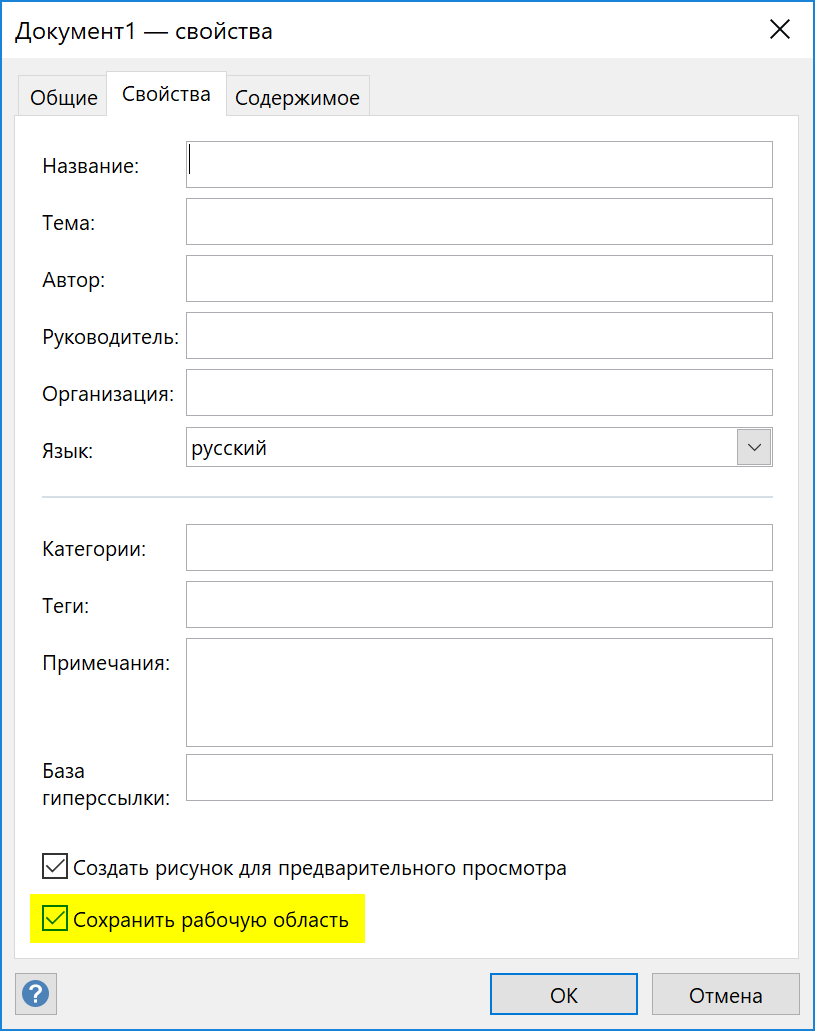 Документ1 — свойства
Общие Свойства Содержимое
Название:
Тема:
Автор:
Руководитель:
Организация:
Язык: русский
Категории:
Теги:
Примечания:
База
гиперссылки:
Создать рисунок для предварительного просмотра
Сохранить рабочую область
? ОК Отмена